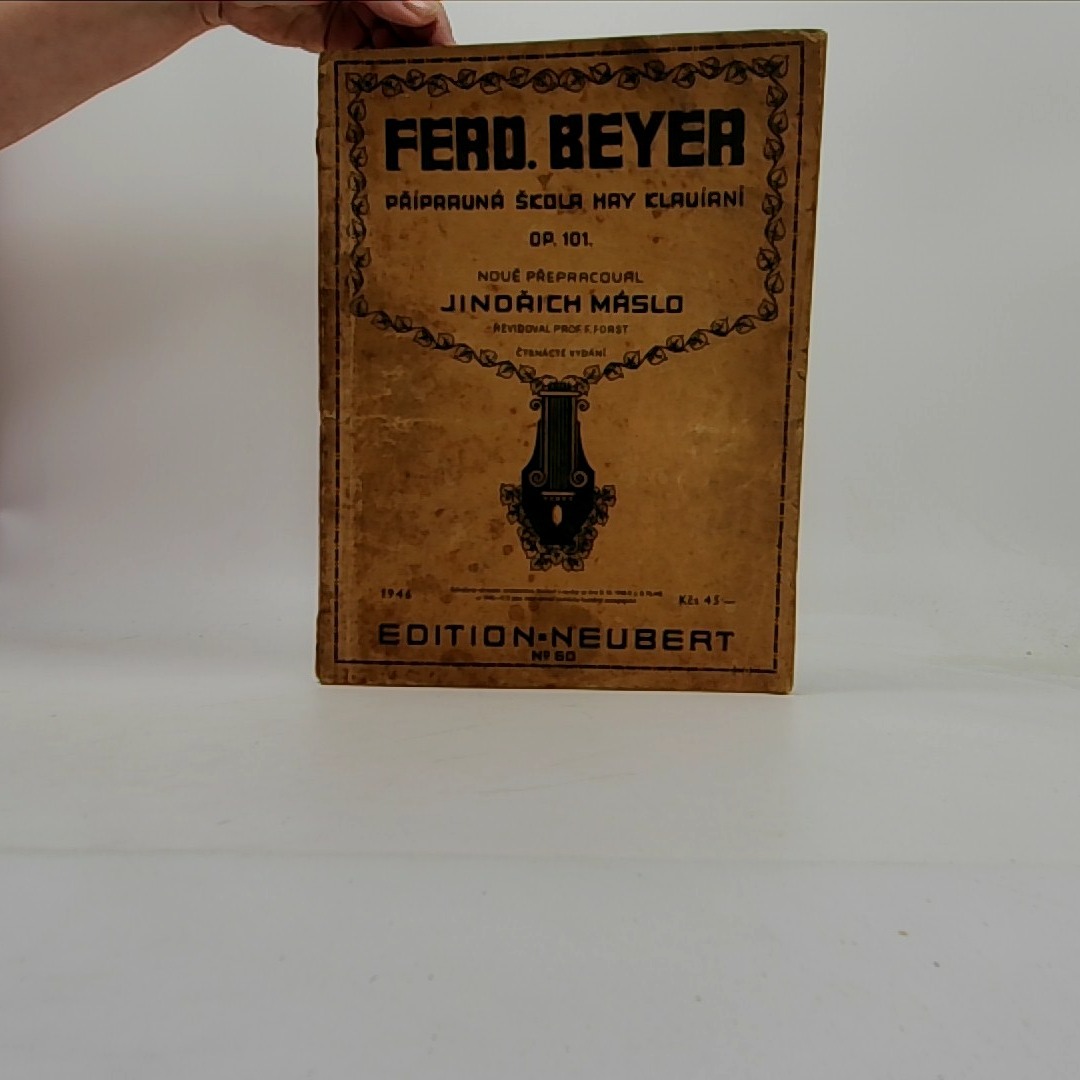 FERD. BEYER
PŘÍPRAVNÁ ŠKOLA HRY KLAVÍRNÍ
OP. 101.
NOVĚ PŘEPRACOVAL
JINDŘICH MÁSLO
REVIDOVAL PROF. F. FORST
ČTRNÁCTÉ VYDÁNÍ
1946
Kčs 45·—
EDITION-NEUBERT
Nº 60